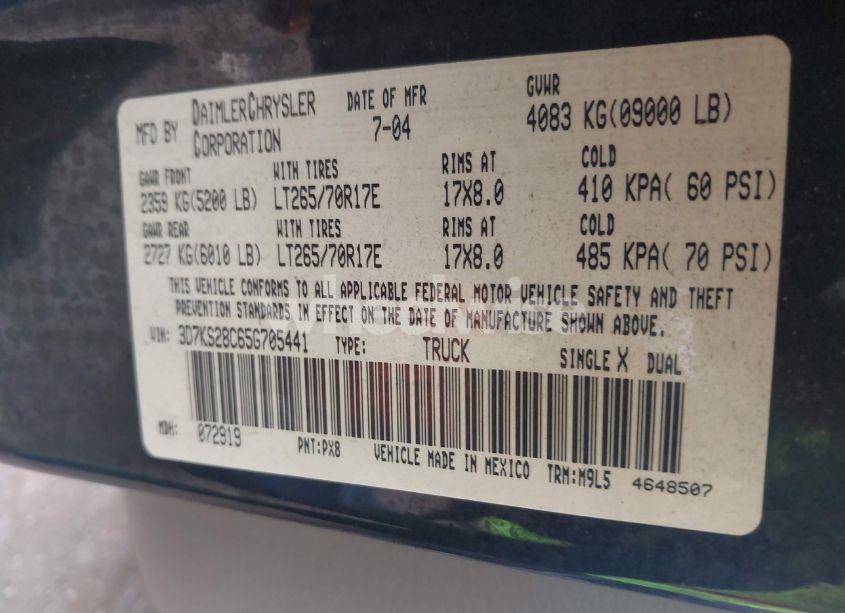 MFD BY DAIMLERCHRYSLER CORPORATION DATE OF MFR 7-04 GVWR 4083 KG(09000 LB)
GAWR FRONT WITH TIRES RIMS AT COLD
2359 KG(5200 LB) LT265/70R17E 17X8.0 410 KPA( 60 PSI)
GAWR REAR WITH TIRES RIMS AT COLD
2727 KG(6010 LB) LT265/70R17E 17X8.0 485 KPA( 70 PSI)
THIS VEHICLE CONFORMS TO ALL APPLICABLE FEDERAL MOTOR VEHICLE SAFETY AND THEFT
PREVENTION STANDARDS IN EFFECT ON THE DATE OF MANUFACTURE SHOWN ABOVE.
VIN: 3D7KS28C65G705441 TYPE: TRUCK SINGLE X DUAL
MDH: 072919 PNT:PX8 VEHICLE MADE IN MEXICO TRM:M9L5 4648507